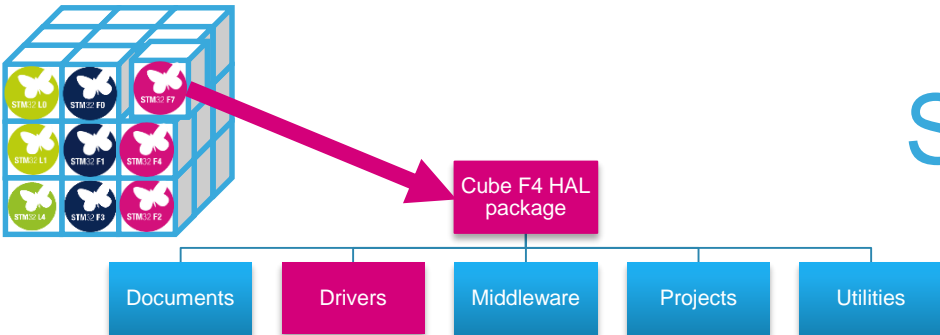 STM32 L0
STM32 F0
STM32 F7
STM32 L1
STM32 F1
STM32 F4
STM32 L4
STM32 F3
STM32 F2
S
Cube F4 HAL
package
Documents
Drivers
Middleware
Projects
Utilities